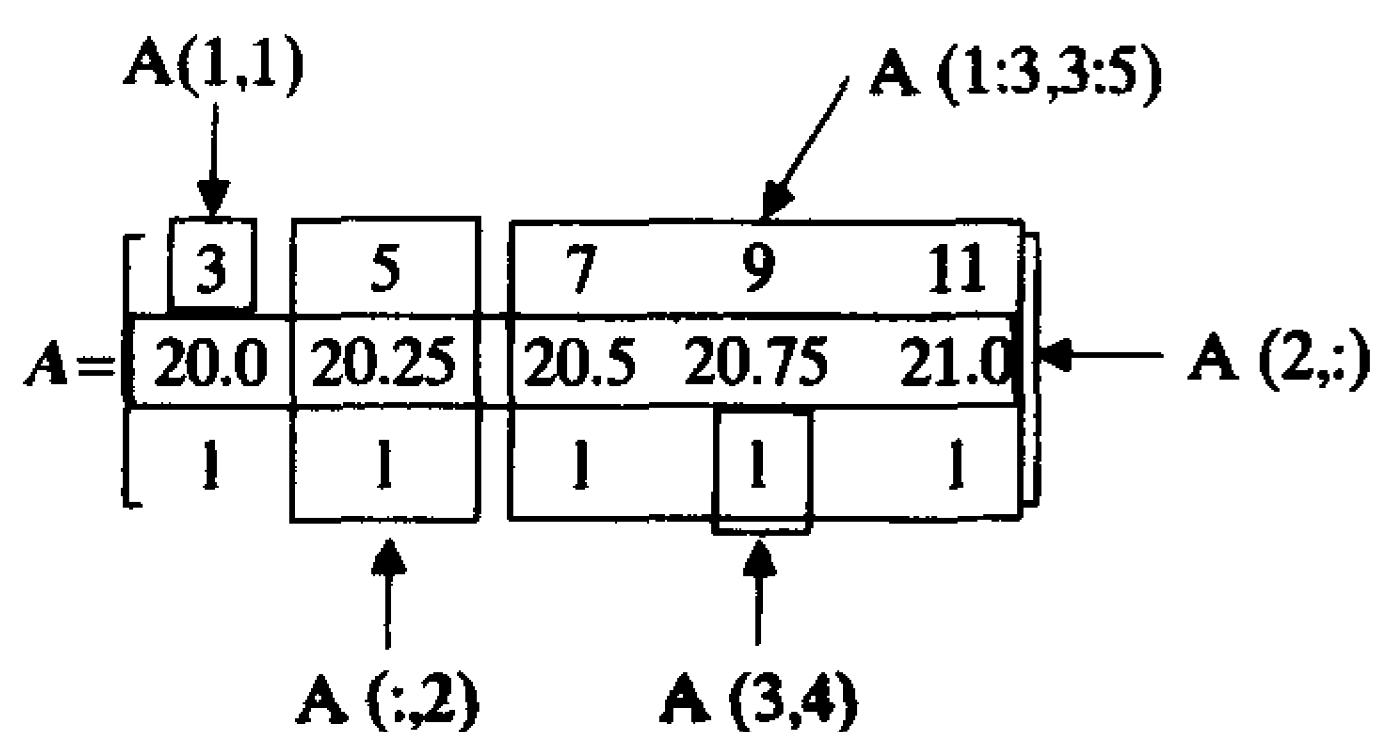 A(1,1)
A (1:3,3:5)
3 5 7 9 11
A= 20.0 20.25 20.5 20.75 21.0
A (2,:)
1 1 1 1 1
A (:,2)
A (3,4)